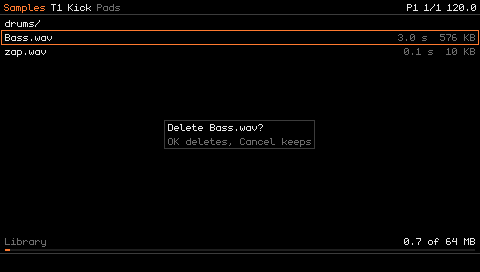 Samples T1 Kick Pads P1 1/1 120.0
drums/
Bass.wav 3.0 s 576 KB
zap.wav 0.1 s 10 KB
Delete Bass.wav?
OK deletes, Cancel keeps
Library 0.7 of 64 MB